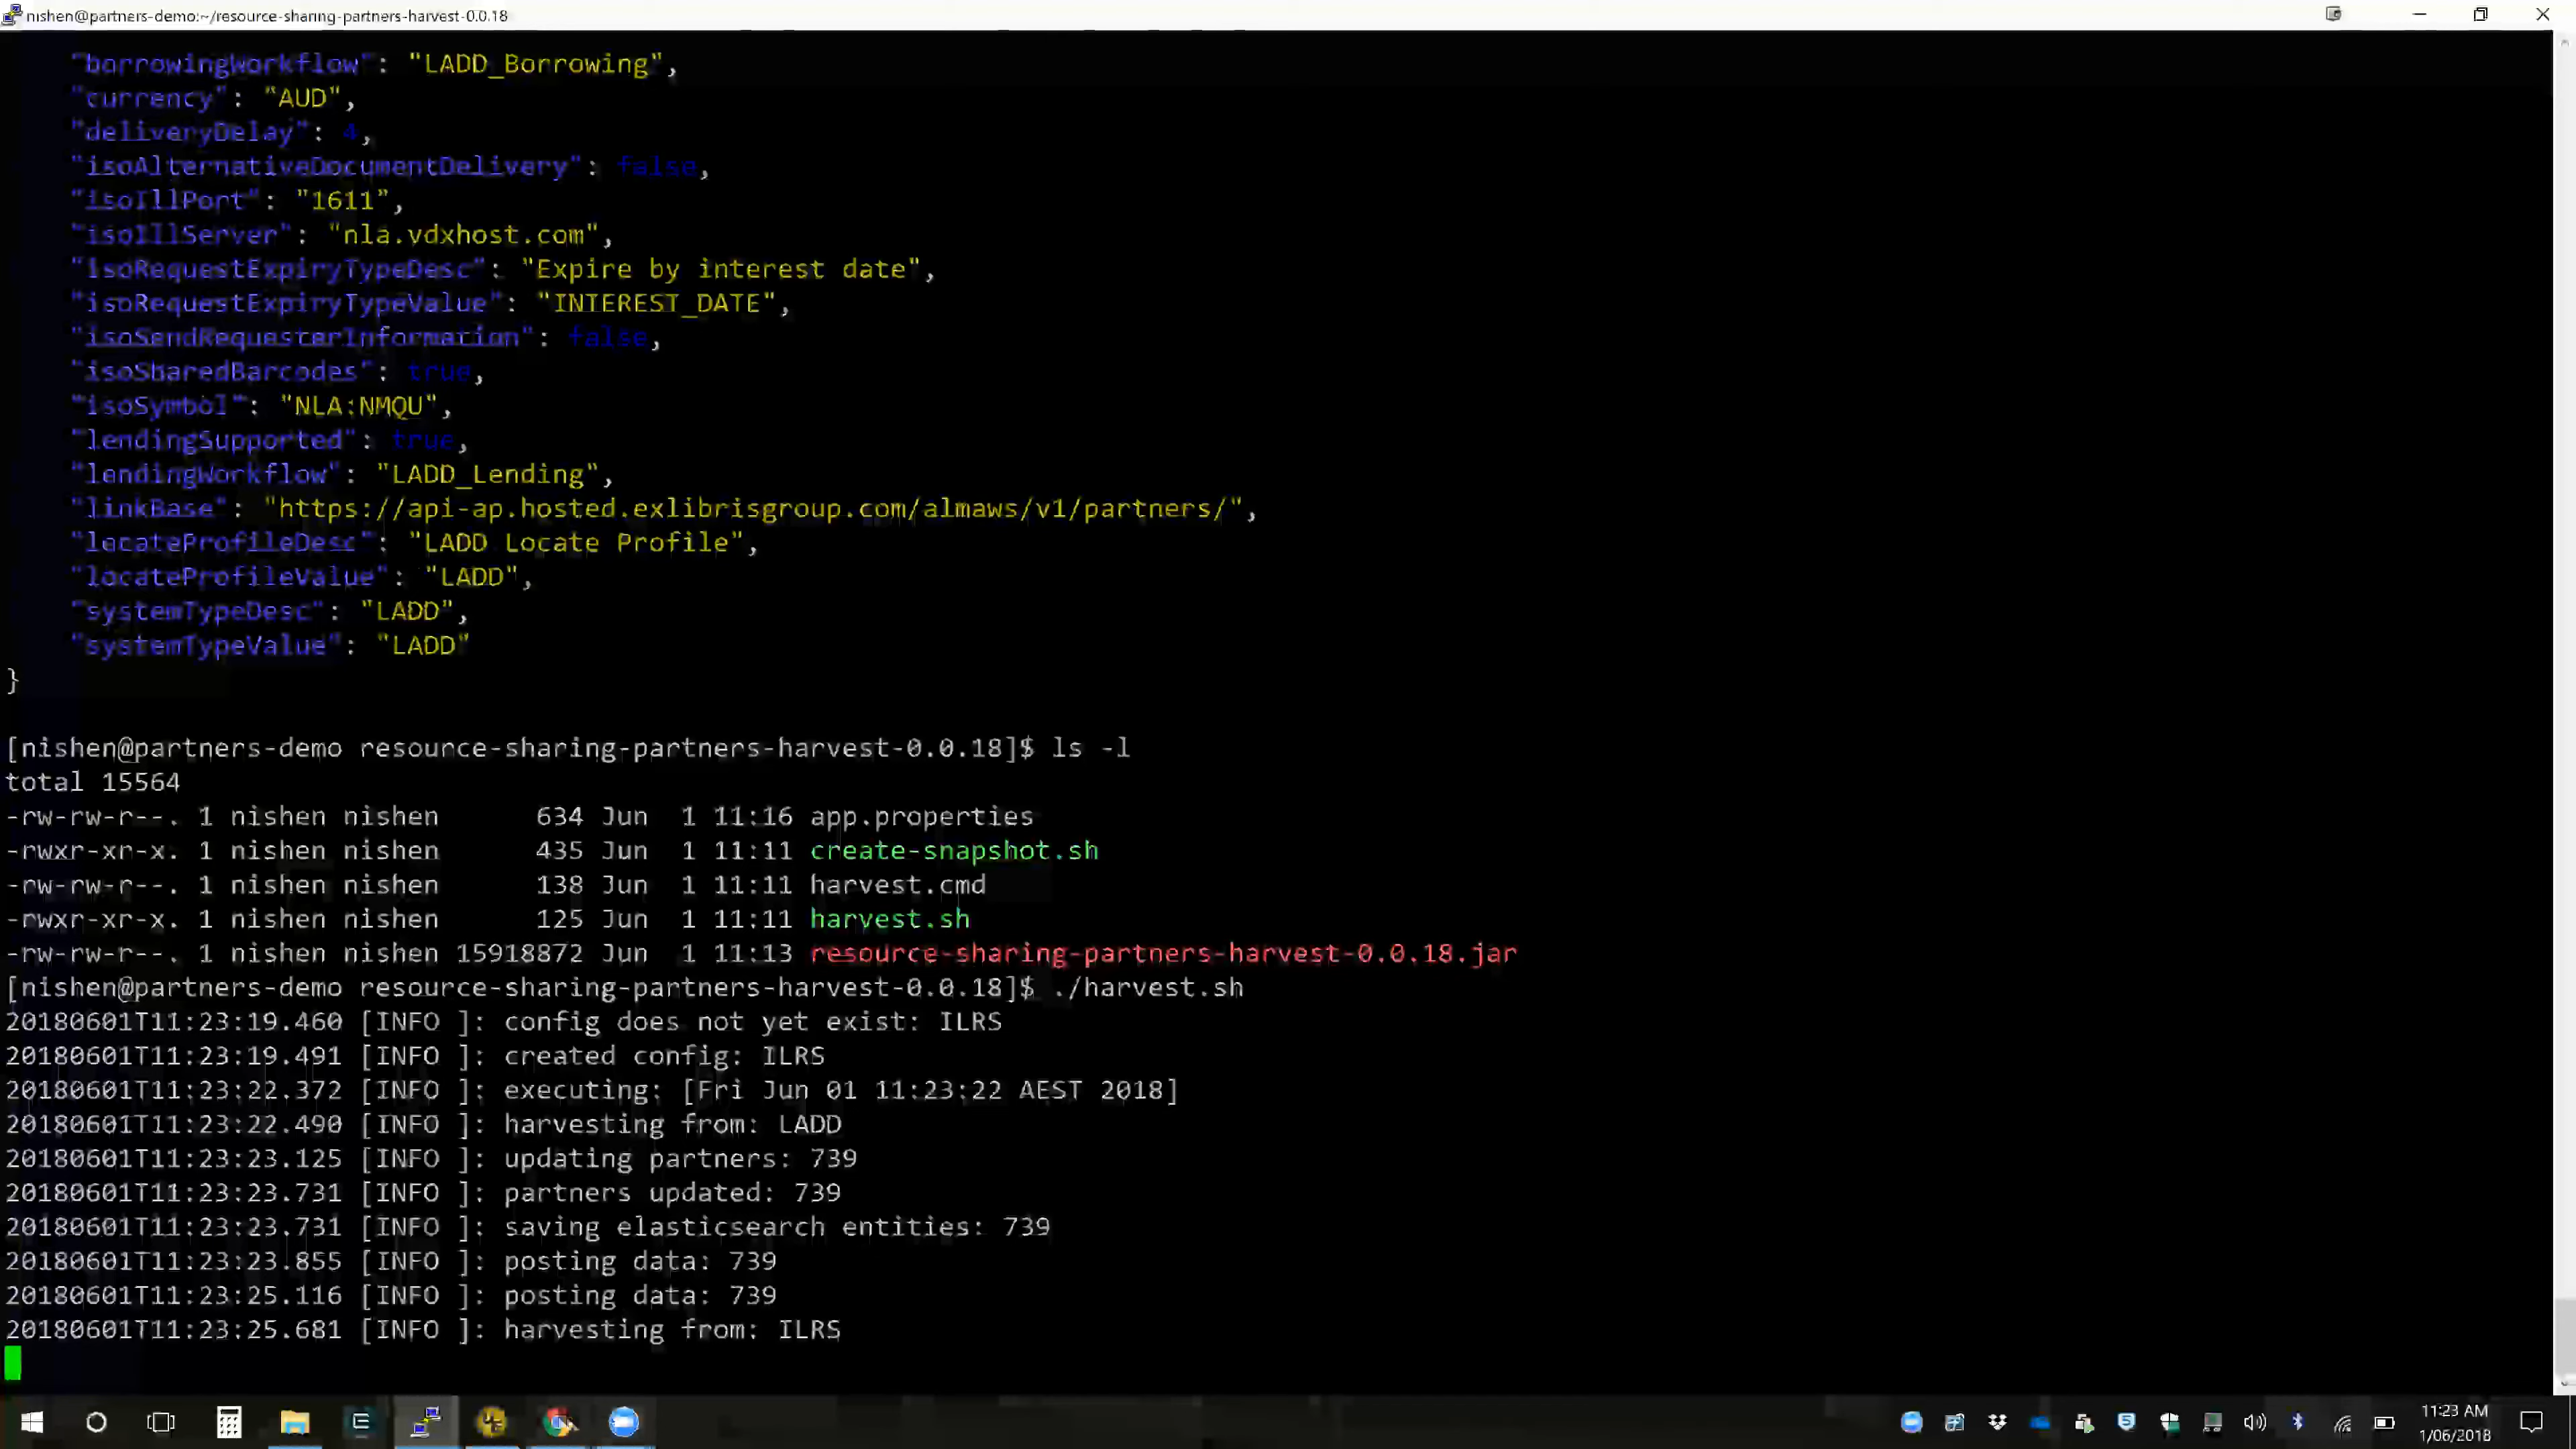 nishen@partners-demo:~/resource-sharing-partners-harvest-0.0.18
"borrowingWorkflow": "LADD_Borrowing",
"currency": "AUD",
"deliveryDelay": 4,
"isoAlternativeDocumentDelivery": false,
"isoIllPort": "1611",
"isoIllServer": "nla.vdxhost.com",
"isoRequestExpiryTypeDesc": "Expire by interest date",
"isoRequestExpiryTypeValue": "INTEREST_DATE",
"isoSendRequesterInformation": false,
"isoSharedBarcodes": true,
"isoSymbol": "NLA:NMQU",
"lendingSupported": true,
"lendingWorkflow": "LADD_Lending",
"linkBase": "https://api-ap.hosted.exlibrisgroup.com/almaws/v1/partners/",
"locateProfileDesc": "LADD Locate Profile",
"locateProfileValue": "LADD",
"systemTypeDesc": "LADD",
"systemTypeValue": "LADD"
}
[nishen@partners-demo resource-sharing-partners-harvest-0.0.18]$ ls -l
total 15564
-rw-rw-r--. 1 nishen nishen 634 Jun 1 11:16 app.properties
-rwxr-xr-x. 1 nishen nishen 435 Jun 1 11:11 create-snapshot.sh
-rw-rw-r--. 1 nishen nishen 138 Jun 1 11:11 harvest.cmd
-rwxr-xr-x. 1 nishen nishen 125 Jun 1 11:11 harvest.sh
-rw-rw-r--. 1 nishen nishen 15918872 Jun 1 11:13 resource-sharing-partners-harvest-0.0.18.jar
[nishen@partners-demo resource-sharing-partners-harvest-0.0.18]$ ./harvest.sh
20180601T11:23:19.460 [INFO ]: config does not yet exist: ILRS
20180601T11:23:19.491 [INFO ]: created config: ILRS
20180601T11:23:22.372 [INFO ]: executing: [Fri Jun 01 11:23:22 AEST 2018]
20180601T11:23:22.490 [INFO ]: harvesting from: LADD
20180601T11:23:23.125 [INFO ]: updating partners: 739
20180601T11:23:23.731 [INFO ]: partners updated: 739
20180601T11:23:23.731 [INFO ]: saving elasticsearch entities: 739
20180601T11:23:23.855 [INFO ]: posting data: 739
20180601T11:23:25.116 [INFO ]: posting data: 739
20180601T11:23:25.681 [INFO ]: harvesting from: ILRS
11:23 AM
1/06/2018